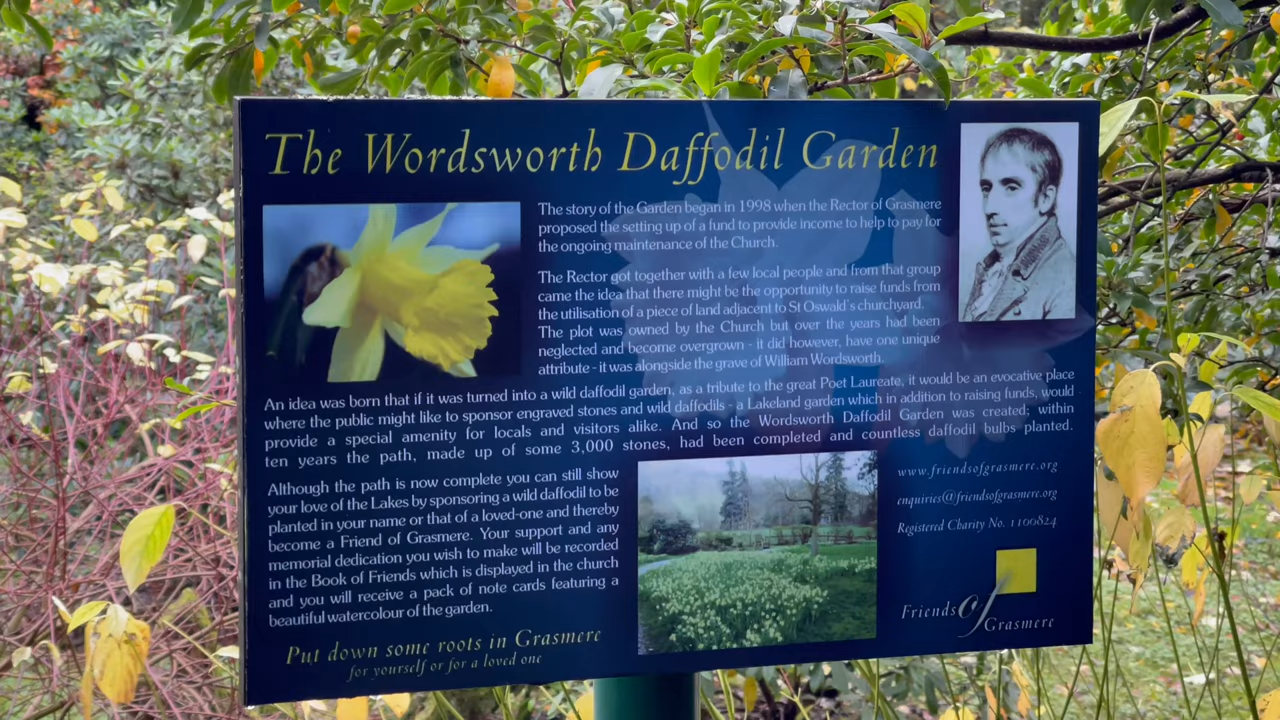 The Wordsworth Daffodil Garden
The story of the Garden began in 1998 when the Rector of Grasmere
proposed the setting up of a fund to provide income to help to pay for
the ongoing maintenance of the Church.
The Rector got together with a few local people and from that group
came the idea that there might be the opportunity to raise funds from
the utilisation of a piece of land adjacent to St Oswald's churchyard.
The plot was owned by the Church but over the years had been
neglected and become overgrown - it did however, have one unique
attribute - it was alongside the grave of William Wordsworth.
An idea was born that if it was turned into a wild daffodil garden, as a tribute to the great Poet Laureate, it would be an evocative place
where the public might like to sponsor engraved stones and wild daffodils - a Lakeland garden which in addition to raising funds, would
provide a special amenity for locals and visitors alike. And so the Wordsworth Daffodil Garden was created; within
ten years the path, made up of some 3,000 stones, had been completed and countless daffodil bulbs planted.
Although the path is now complete you can still show
your love of the Lakes by sponsoring a wild daffodil to be
planted in your name or that of a loved-one and thereby
become a Friend of Grasmere. Your support and any
memorial dedication you wish to make will be recorded
in the Book of Friends which is displayed in the church
and you will receive a pack of note cards featuring a
beautiful watercolour of the garden.
Put down some roots in Grasmere
for yourself or for a loved one
www.friendsofgrasmere.org
enquiries@friendsofgrasmere.org
Registered Charity No. 1100824
Friends of
Grasmere